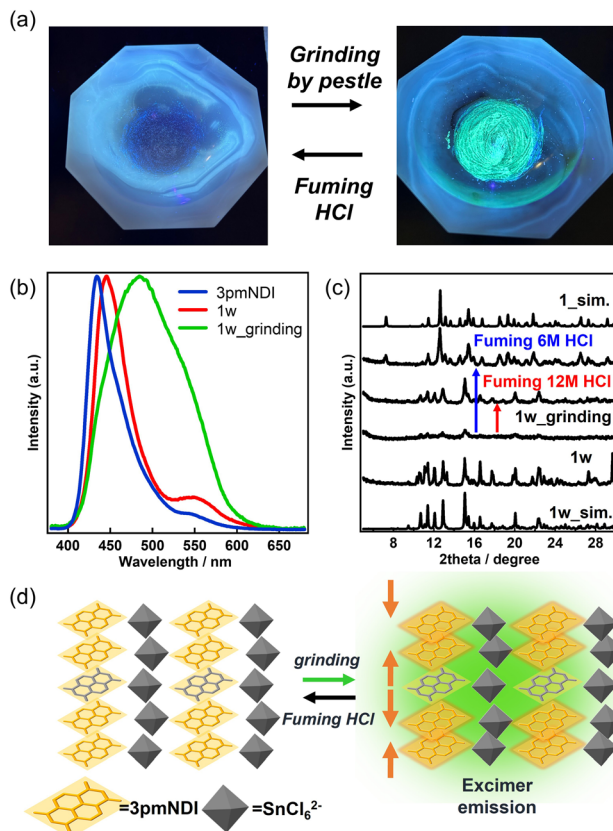 (a)
Grinding
by pestle
Fuming
HCl
(b)
3pmNDI
1w
1w_grinding
Intensity (a.u.)
400 450 500 550 600 650
Wavelength / nm
(c)
1_sim.
Fuming 6M HCl
Fuming 12M HCl
1w_grinding
1w
1w_sim.
Intensity (a.u.)
8 12 16 20 24 28
2theta / degree
(d)
grinding
Fuming HCl
Excimer
emission
=3pmNDI =SnCl₆²⁻